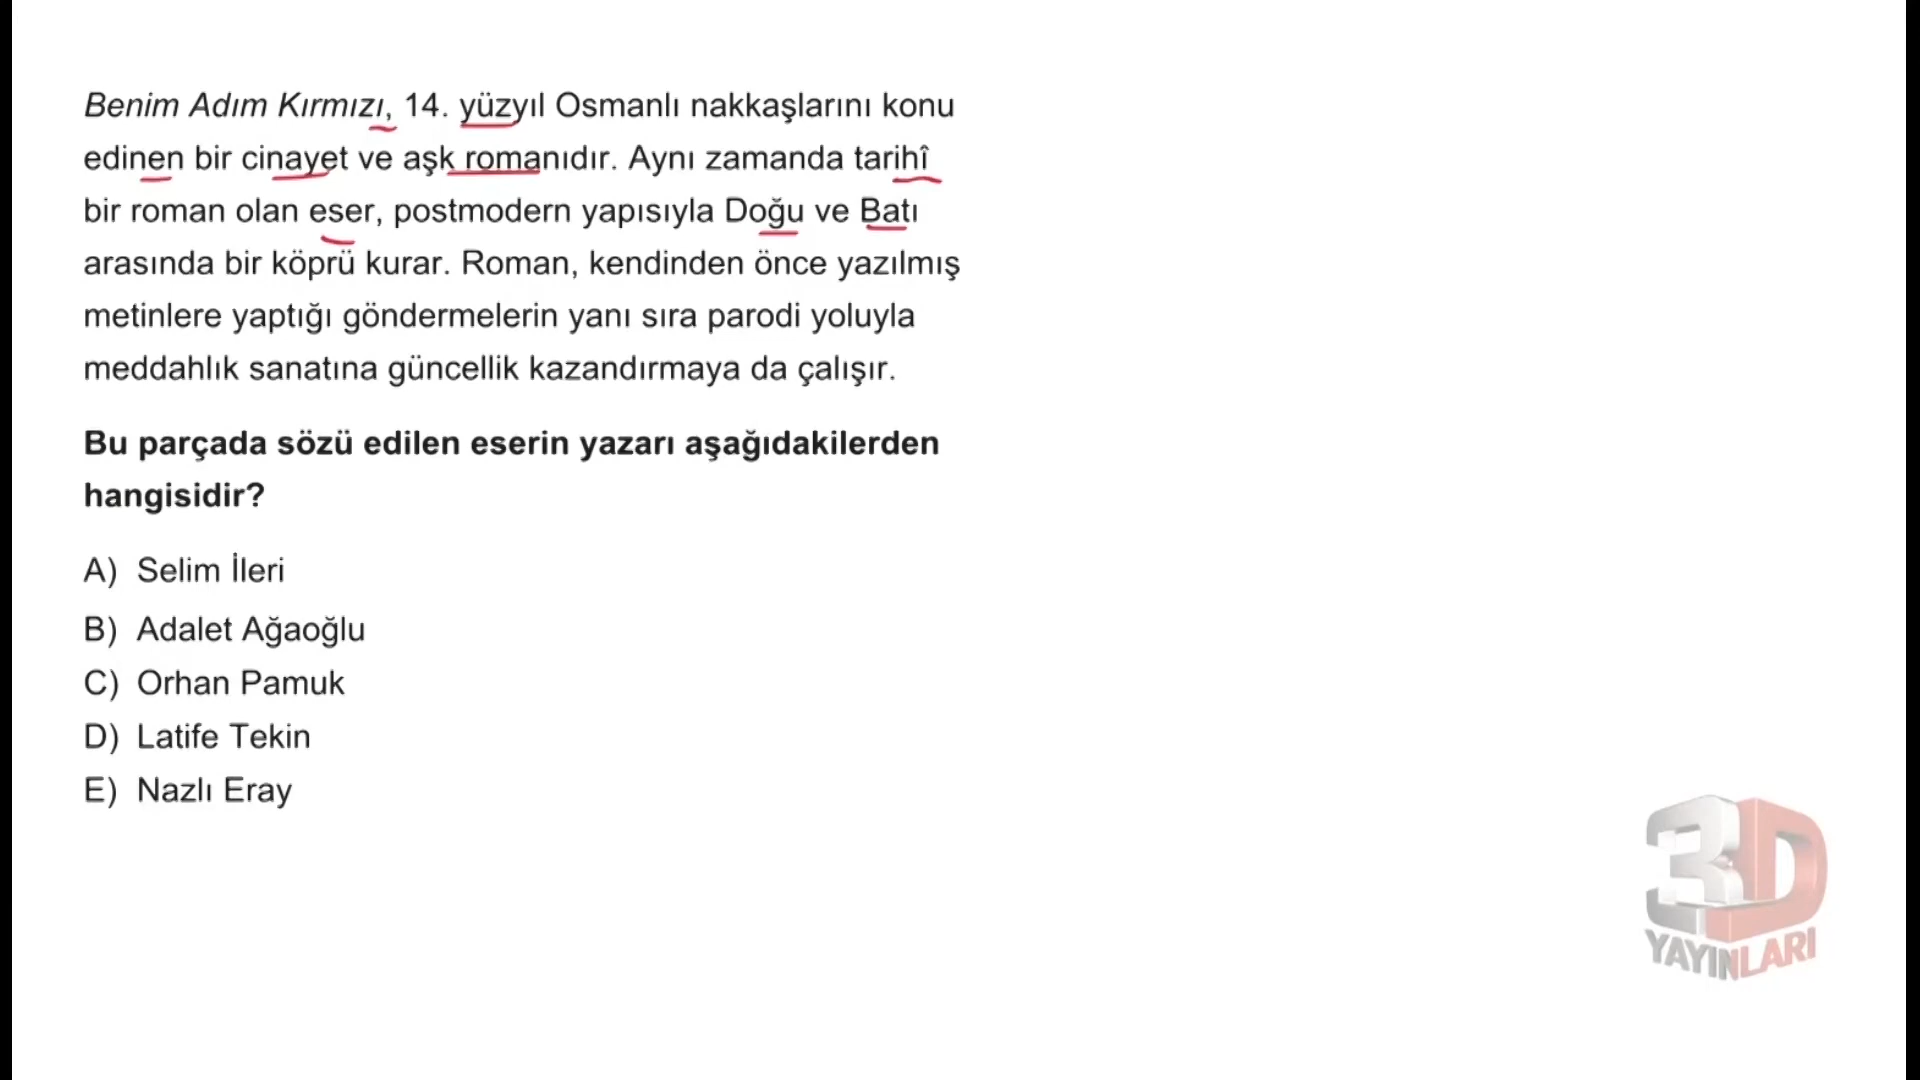 Benim Adım Kırmızı, 14. yüzyıl Osmanlı nakkaşlarını konu
edinen bir cinayet ve aşk romanıdır. Aynı zamanda tarihî
bir roman olan eser, postmodern yapısıyla Doğu ve Batı
arasında bir köprü kurar. Roman, kendinden önce yazılmış
metinlere yaptığı göndermelerin yanı sıra parodi yoluyla
meddahlık sanatına güncellik kazandırmaya da çalışır.
Bu parçada sözü edilen eserin yazarı aşağıdakilerden
hangisidir?
A) Selim İleri
B) Adalet Ağaoğlu
C) Orhan Pamuk
D) Latife Tekin
E) Nazlı Eray
3D
YAYINLARI